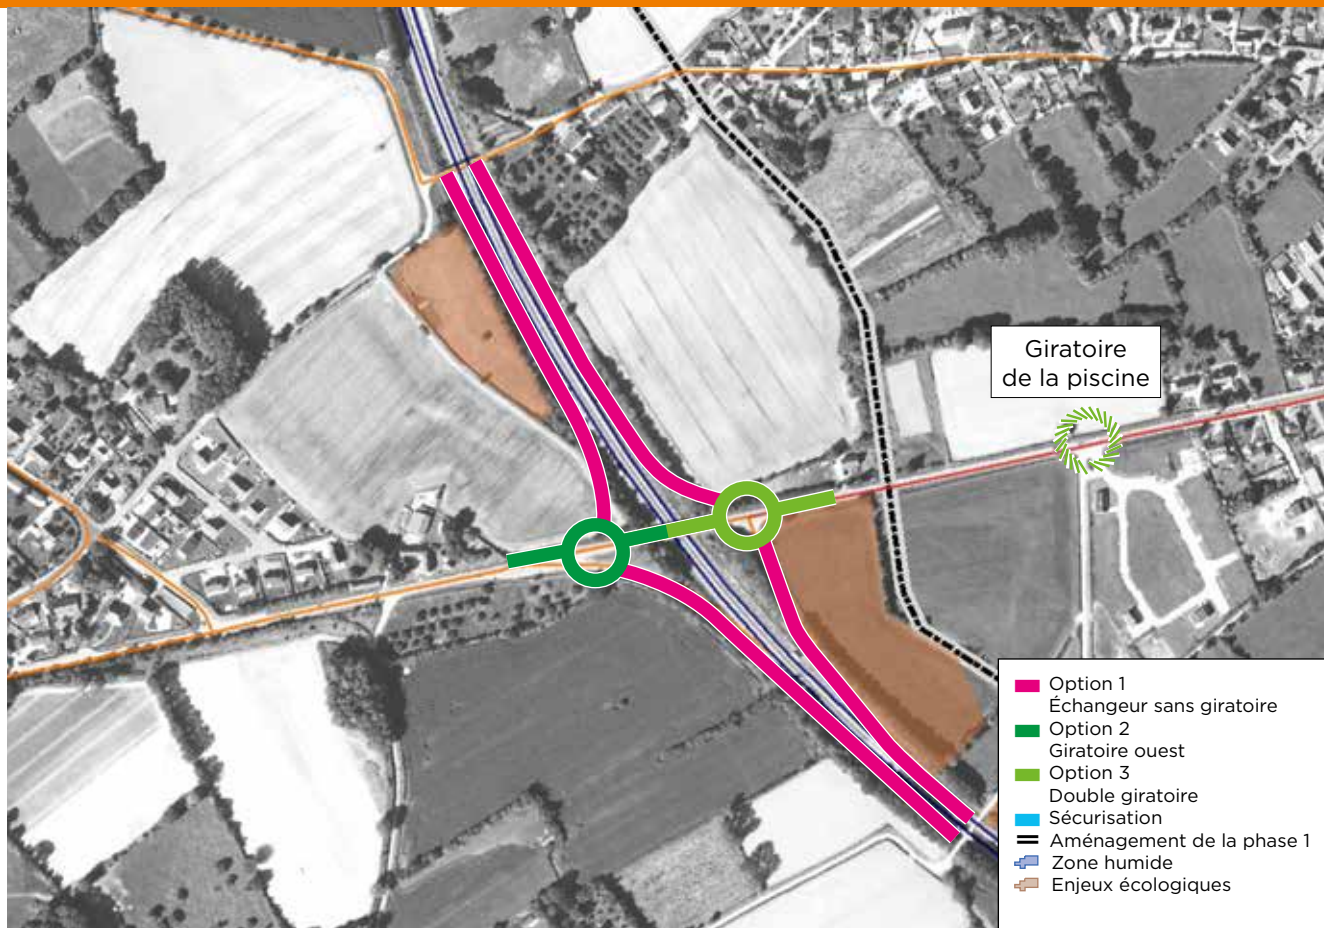 Giratoire
de la piscine
Option 1
Échangeur sans giratoire
Option 2
Giratoire ouest
Option 3
Double giratoire
Sécurisation
Aménagement de la phase 1
Zone humide
Enjeux écologiques